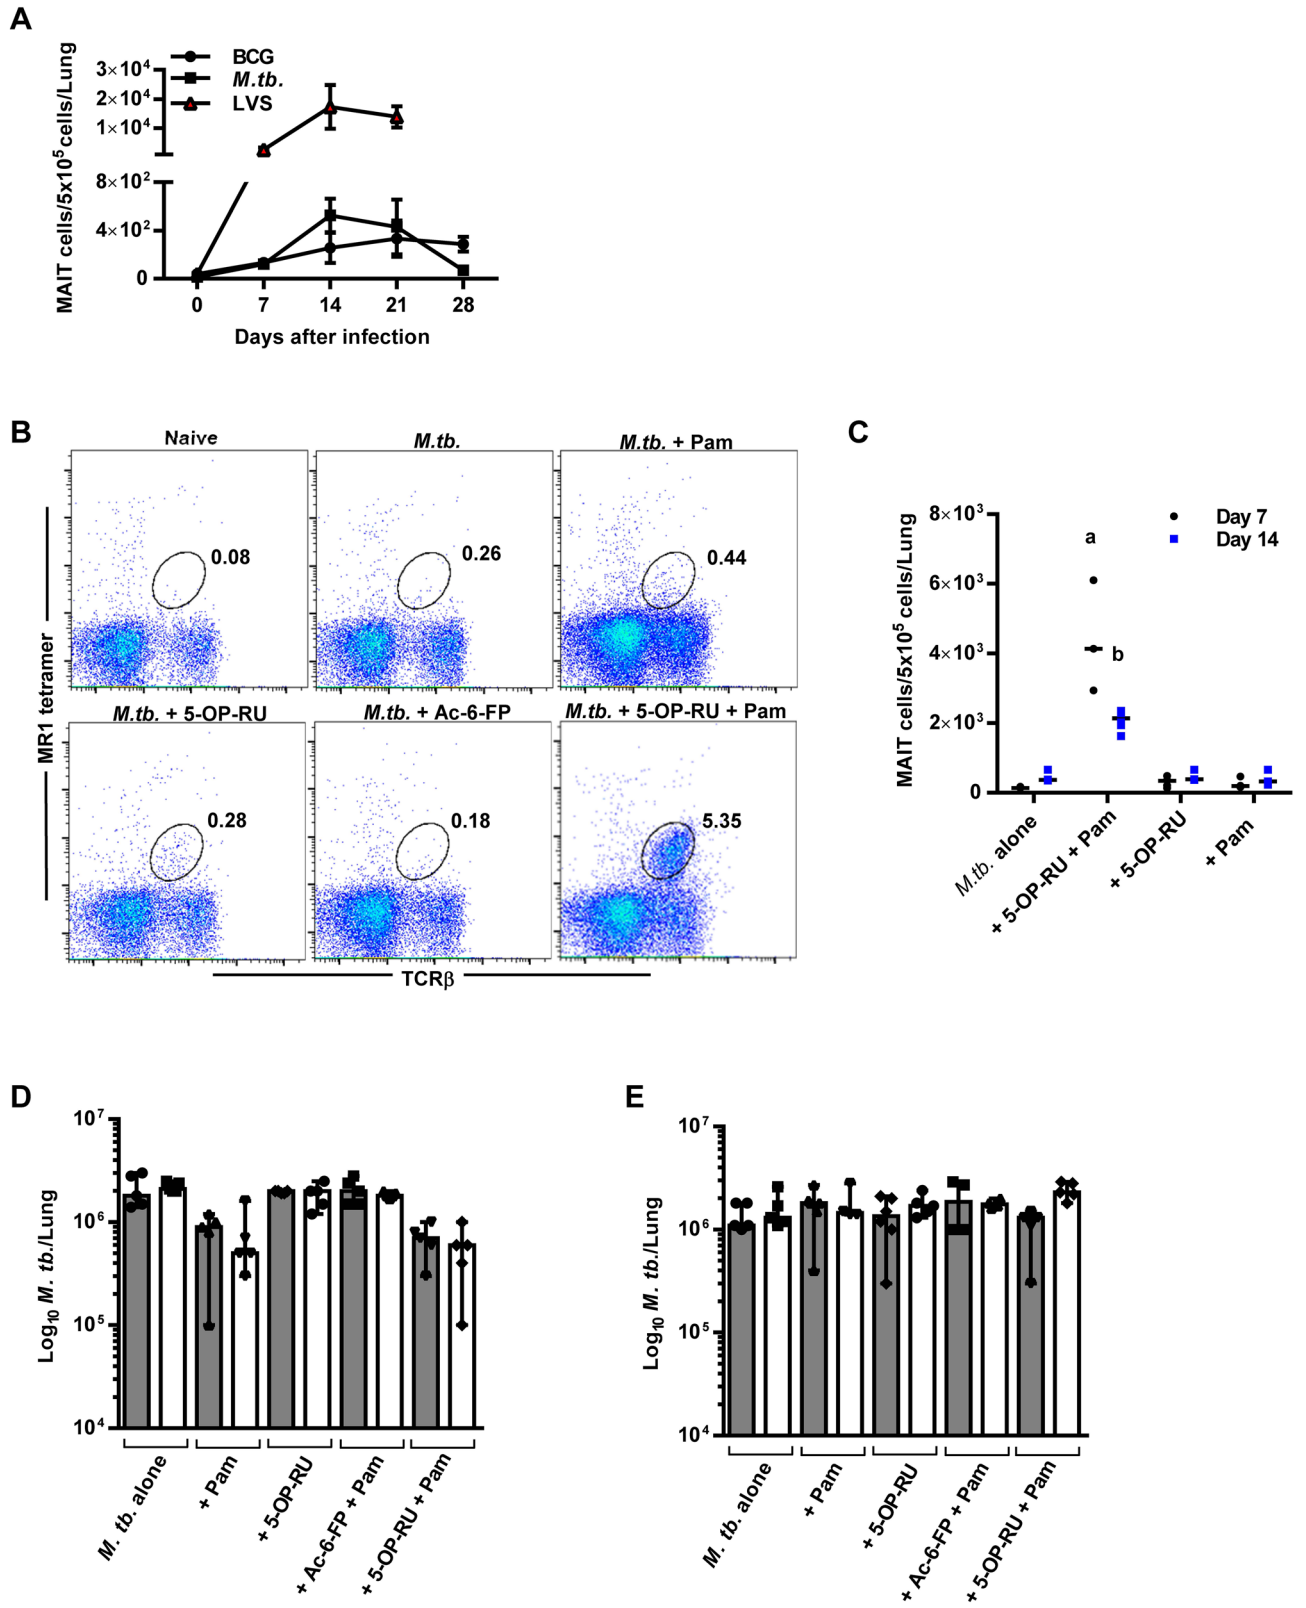 A
MAIT cells/5x10⁵ cells/Lung
3×10⁴
2×10⁴
1×10⁴
8×10²
4×10²
0
BCG
M.tb.
LVS
0 7 14 21 28
Days after infection
B
MR1 tetramer
Naive
0.08
M.tb.
0.26
M.tb. + Pam
0.44
M.tb. + 5-OP-RU
0.28
M.tb. + Ac-6-FP
0.18
M.tb. + 5-OP-RU + Pam
5.35
TCRβ
C
MAIT cells/5x10⁵ cells/Lung
8×10³
6×10³
4×10³
2×10³
0
Day 7
Day 14
a
b
M.tb. alone
+ 5-OP-RU + Pam
+ 5-OP-RU
+ Pam
D
Log₁₀ M. tb./Lung
10⁷
10⁶
10⁵
10⁴
M. tb. alone
+ Pam
+ 5-OP-RU
+ Ac-6-FP + Pam
+ 5-OP-RU + Pam
E
Log₁₀ M. tb./Lung
10⁷
10⁶
10⁵
10⁴
M. tb. alone
+ Pam
+ 5-OP-RU
+ Ac-6-FP + Pam
+ 5-OP-RU + Pam